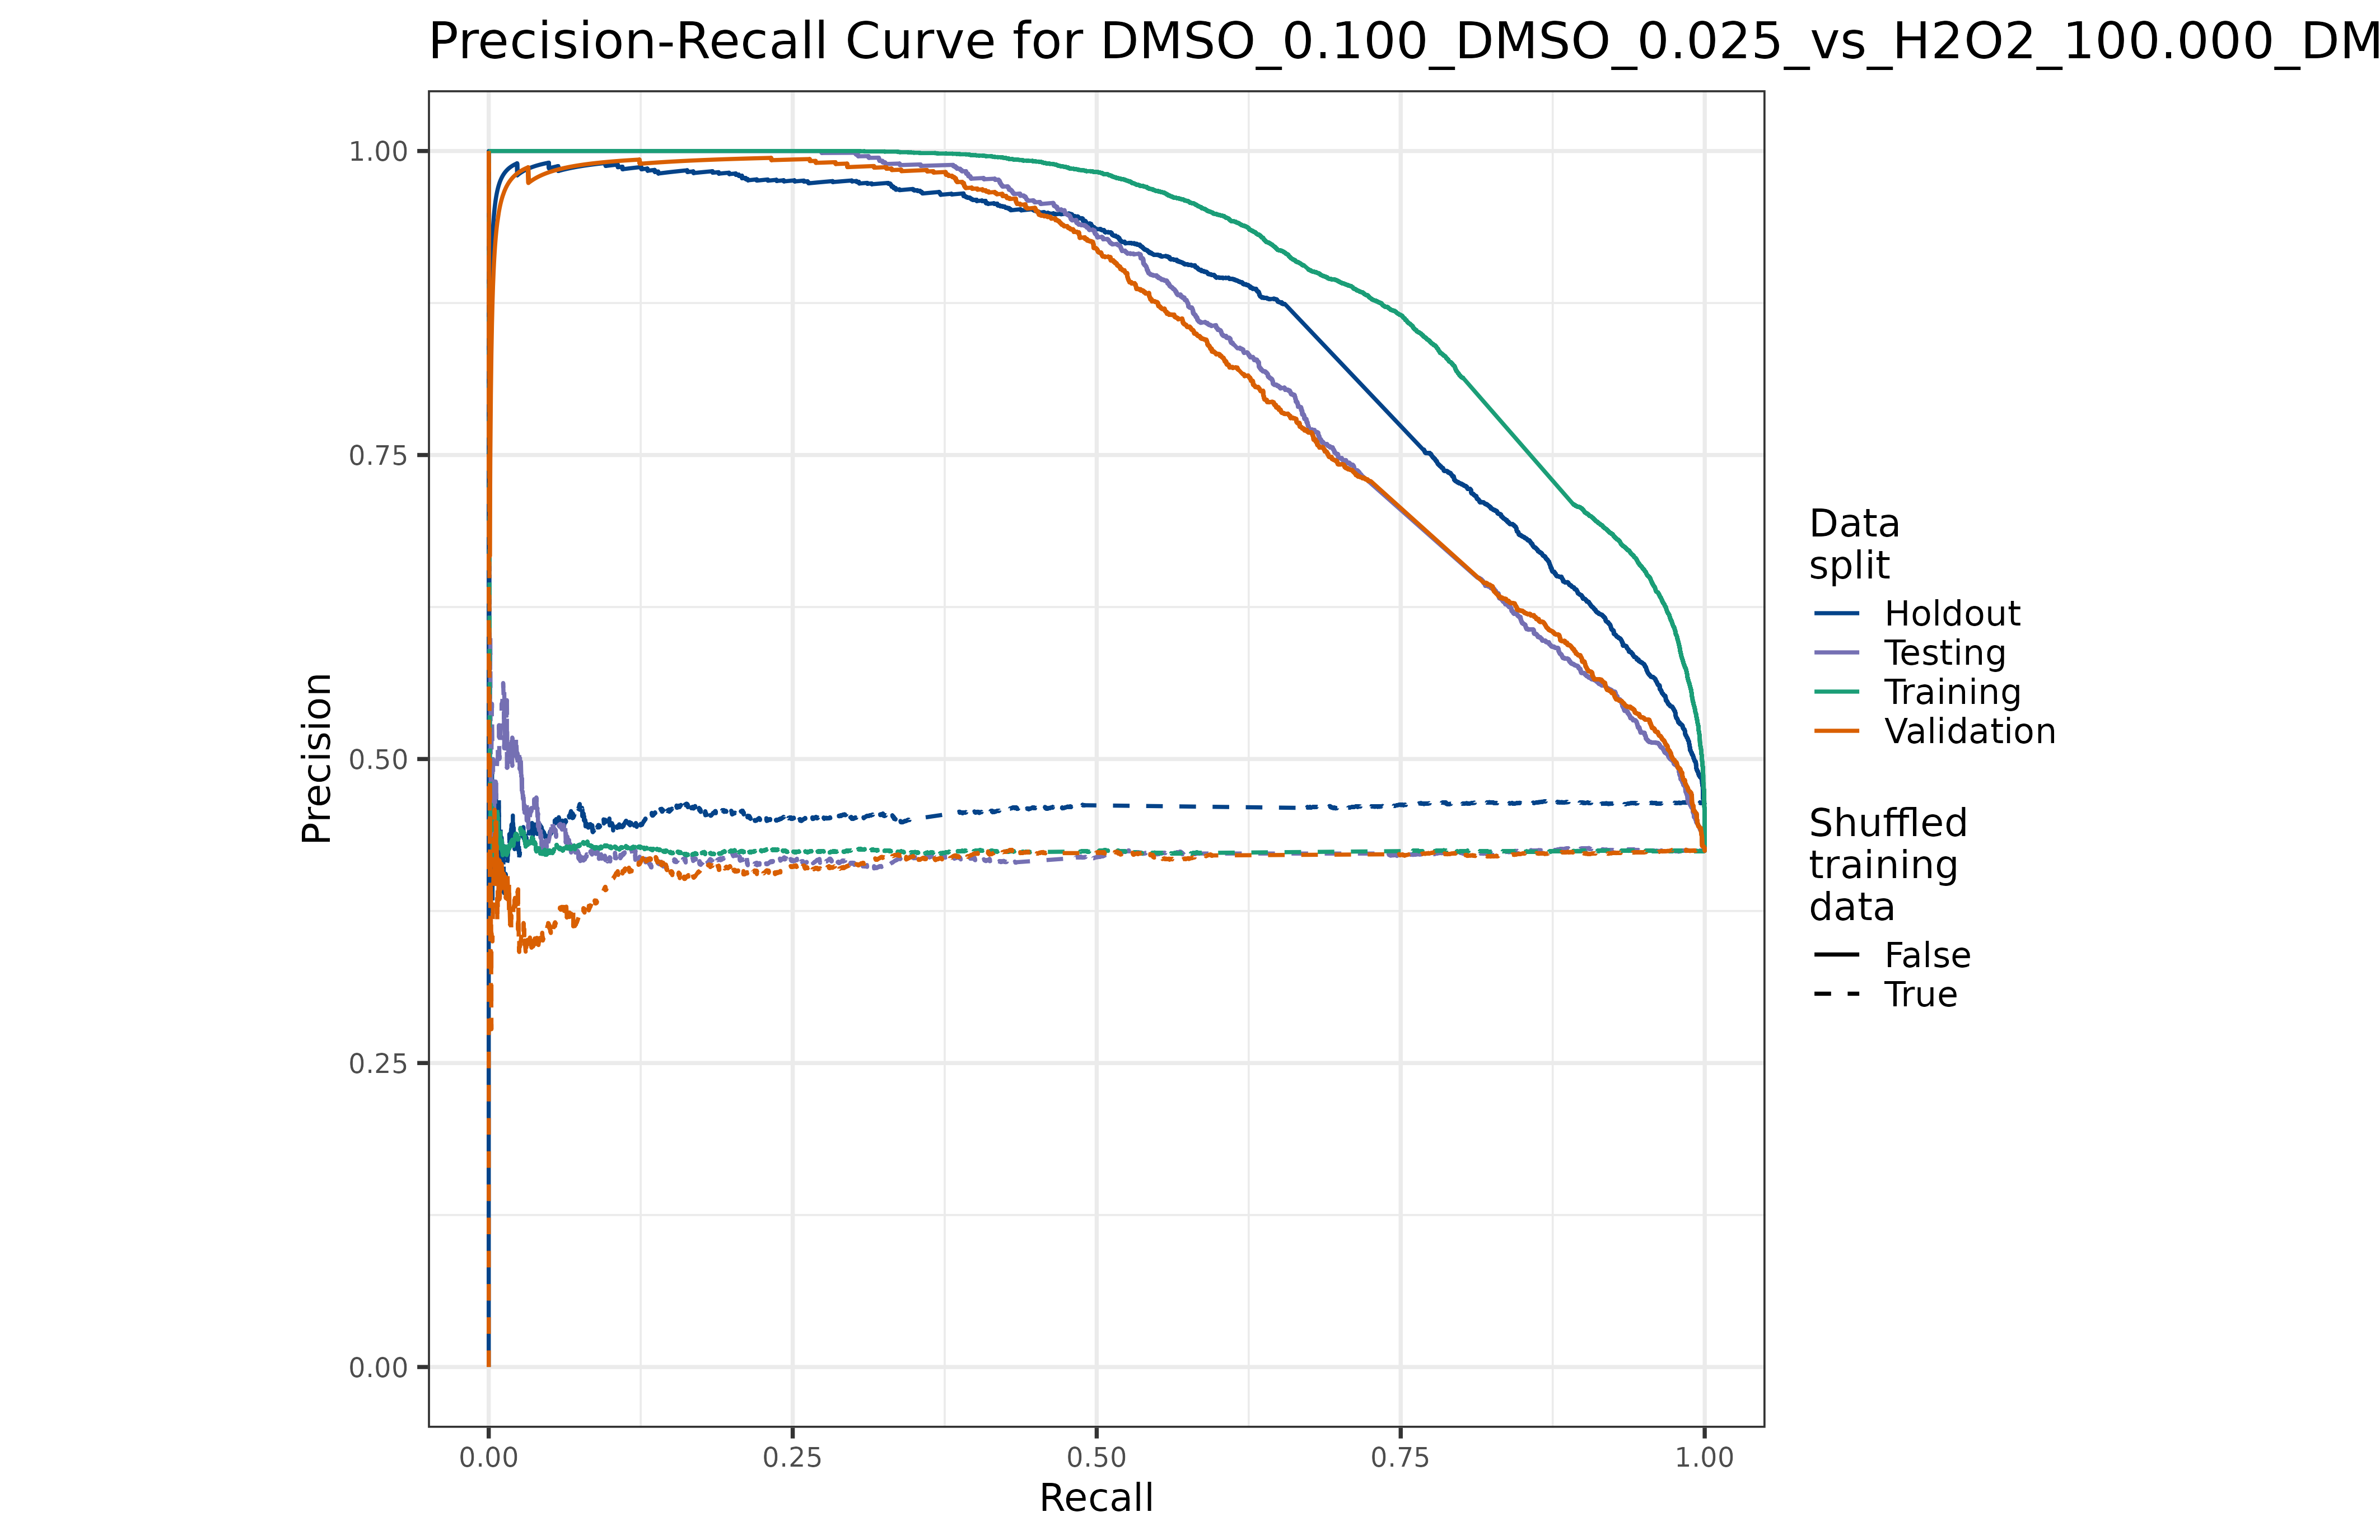 Precision-Recall Curve for DMSO_0.100_DMSO_0.025_vs_H2O2_100.000_DM
1.00
0.75
0.50
0.25
0.00
Precision
0.00 0.25 0.50 0.75 1.00
Recall
Data
split
Holdout
Testing
Training
Validation
Shuffled
training
data
False
True